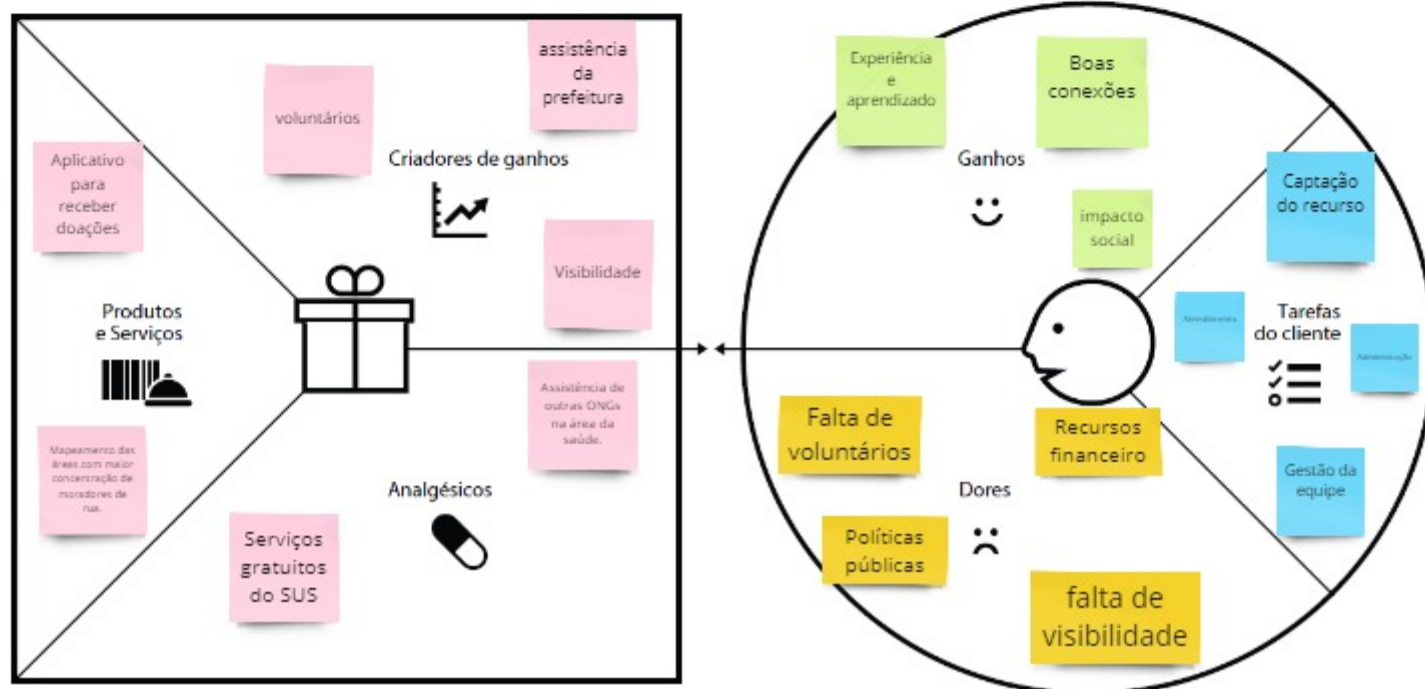 assistência
da
prefeitura
voluntários
Criadores de ganhos
Aplicativo
para
receber
doações
Visibilidade
Produtos
e Serviços
Assistência de
outras ONGs
na área da
saúde.
Mapeamento das
áreas com maior
concentração de
moradores de
rua.
Analgésicos
Serviços
gratuitos
do SUS
Experiência
e
aprendizado
Boas
conexões
Ganhos
impacto
social
Captação
do recurso
Atendimento
Tarefas
do cliente
Administração
Falta de
voluntários
Recursos
financeiro
Gestão da
equipe
Dores
Políticas
públicas
falta de
visibilidade